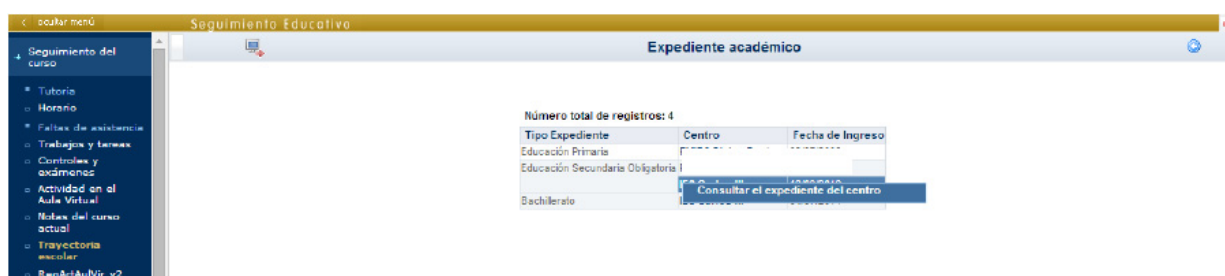 ocultar menú
Seguimiento Educativo
Seguimiento del
curso
Expediente académico
Tutoria
Horario
Faltas de asistencia
Trabajos y tareas
Controles y
exámenes
Actividad en el
Aula Virtual
Notas del curso
actual
Trayectoria
escolar
Número total de registros: 4
Tipo Expediente Centro Fecha de Ingreso
Educación Primaria
Educación Secundaria Obligatoria
Consultar el expediente del centro
Bachillerato